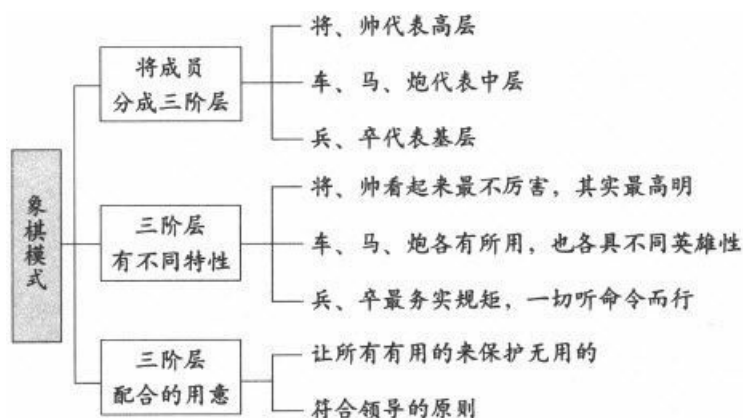 象棋模式
将成员
分成三阶层
将、帅代表高层
车、马、炮代表中层
兵、卒代表基层
三阶层
有不同特性
将、帅看起来最不厉害，其实最高明
车、马、炮各有所用，也各具不同英雄性
兵、卒最务实规矩，一切听命令而行
三阶层
配合的用意
让所有有用的来保护无用的
符合领导的原则